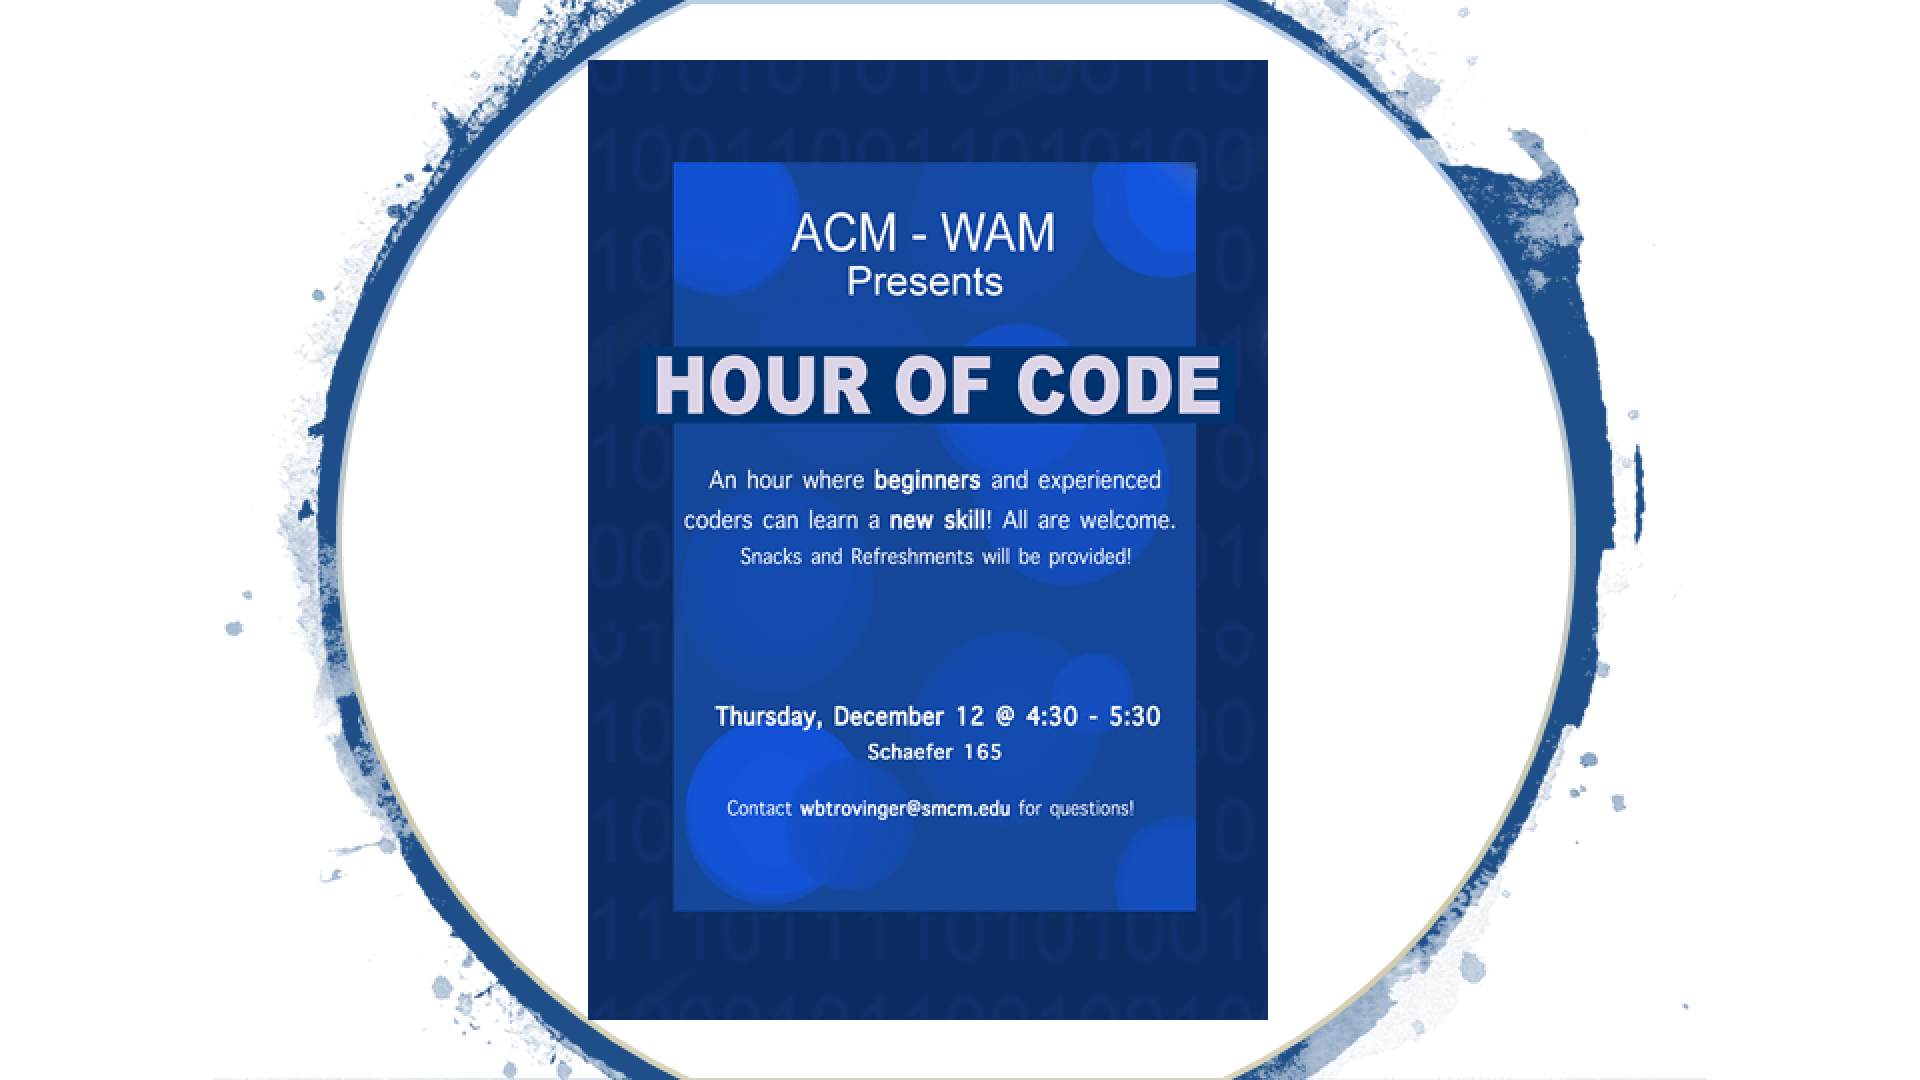 ACM - WAM
Presents
HOUR OF CODE
An hour where beginners and experienced
coders can learn a new skill! All are welcome.
Snacks and Refreshments will be provided!
Thursday, December 12 @ 4:30 - 5:30
Schaefer 165
Contact wbtrovinger@smcm.edu for questions!